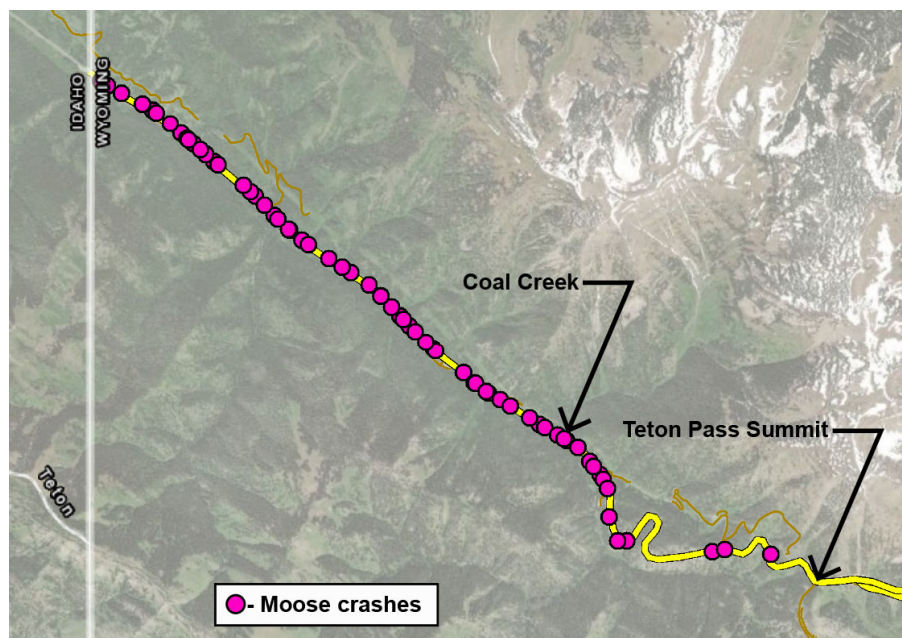 IDAHO
WYOMING
Coal Creek
Teton Pass Summit
Teton
- Moose crashes